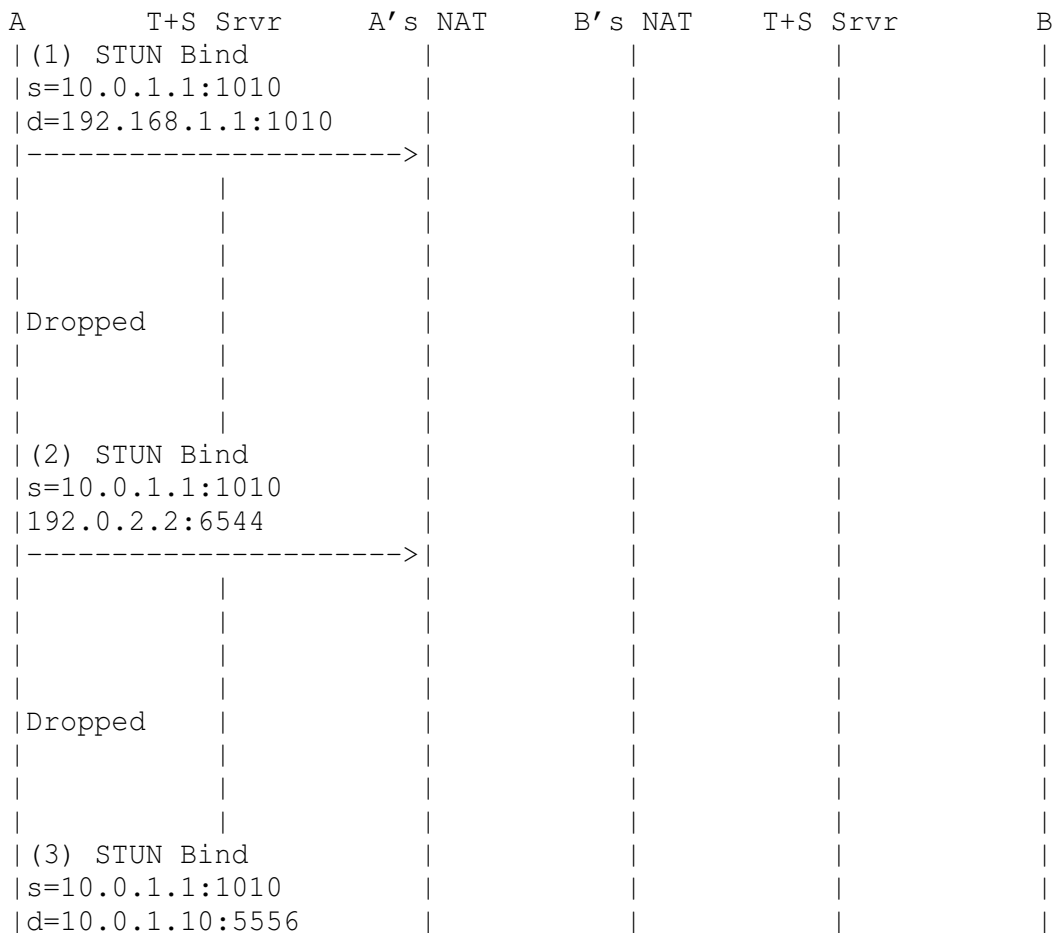 A        T+S Srvr     A's NAT       B's NAT    T+S Srvr        B
|(1) STUN Bind          |           |           |           |
|s=10.0.1.1:1010        |           |           |           |
|d=192.168.1.1:1010     |           |           |           |
|---------------------->|           |           |           |
|           |           |           |           |           |
|           |           |           |           |           |
|           |           |           |           |           |
|           |           |           |           |           |
|Dropped    |           |           |           |           |
|           |           |           |           |           |
|           |           |           |           |           |
|           |           |           |           |           |
|(2) STUN Bind          |           |           |           |
|s=10.0.1.1:1010        |           |           |           |
|192.0.2.2:6544         |           |           |           |
|---------------------->|           |           |           |
|           |           |           |           |           |
|           |           |           |           |           |
|           |           |           |           |           |
|           |           |           |           |           |
|Dropped    |           |           |           |           |
|           |           |           |           |           |
|           |           |           |           |           |
|           |           |           |           |           |
|(3) STUN Bind          |           |           |           |
|s=10.0.1.1:1010        |           |           |           |
|d=10.0.1.10:5556       |           |           |           |